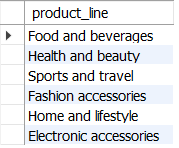 product_line
Food and beverages
Health and beauty
Sports and travel
Fashion accessories
Home and lifestyle
Electronic accessories